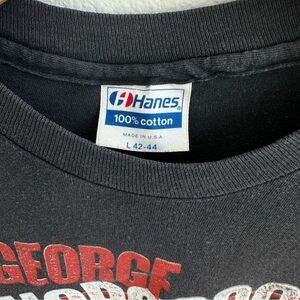 Hanes®
100% cotton
MADE IN U.S.A
L 42-44
GEORGE